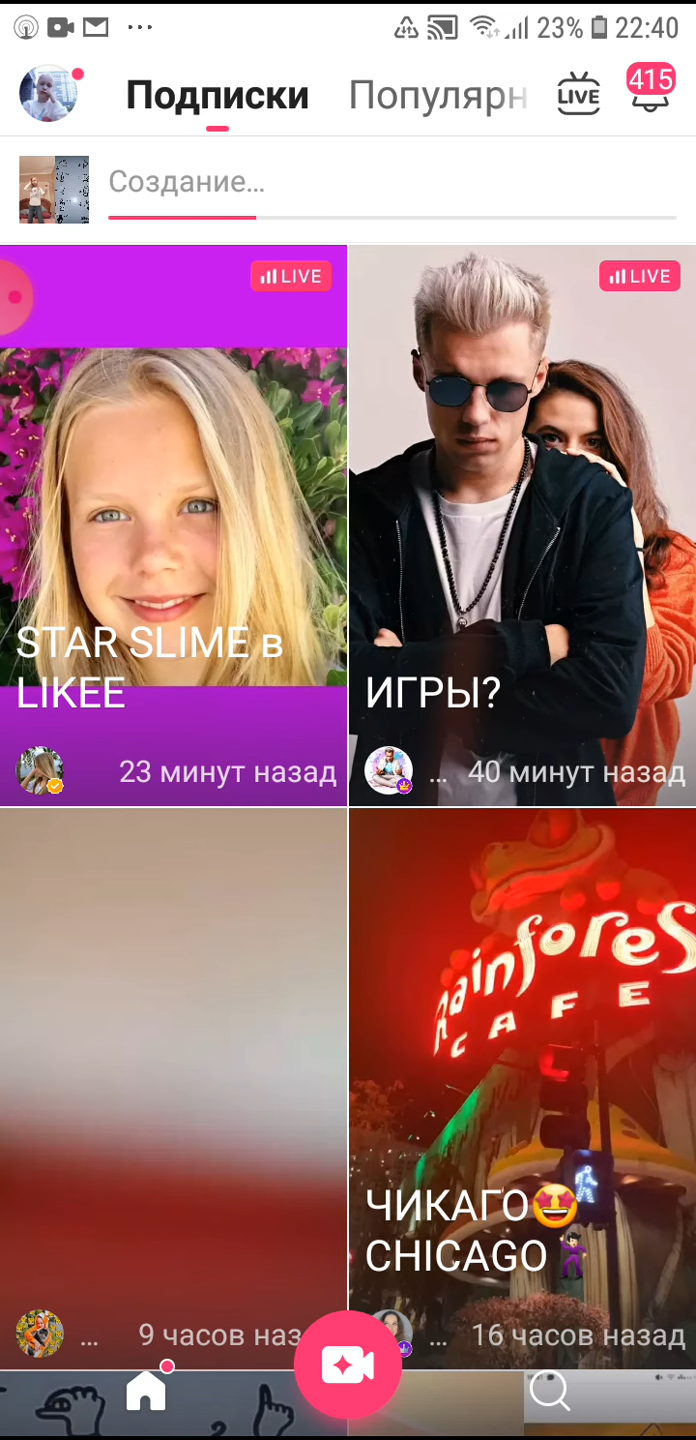 23% 22:40
Подписки Популярн LIVE 415
Создание...
LIVE
LIVE
STAR SLIME в
LIKEE
ИГРЫ?
23 минут назад
... 40 минут назад
Rainfores
CAFE
ЧИКАГО🤩
CHICAGO🕺
... 9 часов наз
... 16 часов назад